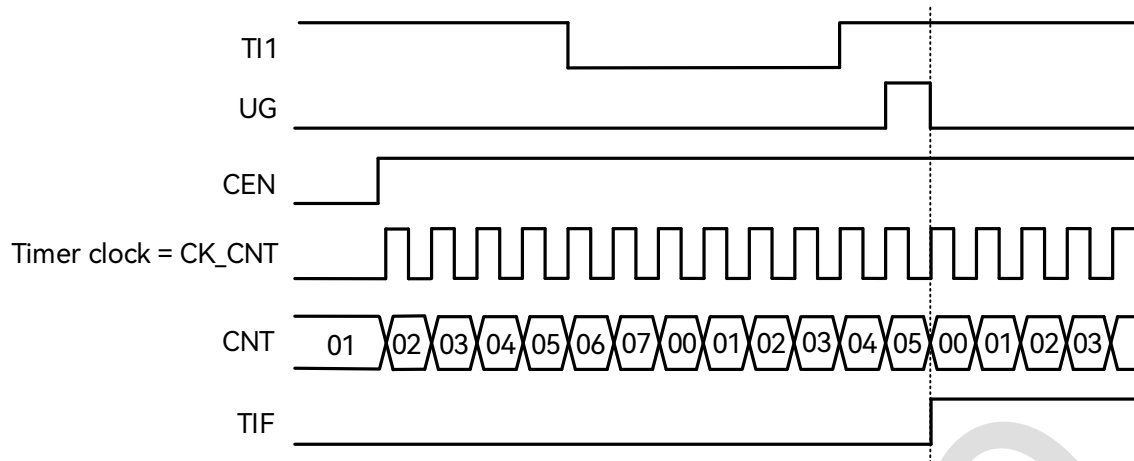 TI1
UG
CEN
Timer clock = CK_CNT
CNT 01 02 03 04 05 06 07 00 01 02 03 04 05 00 01 02 03
TIF